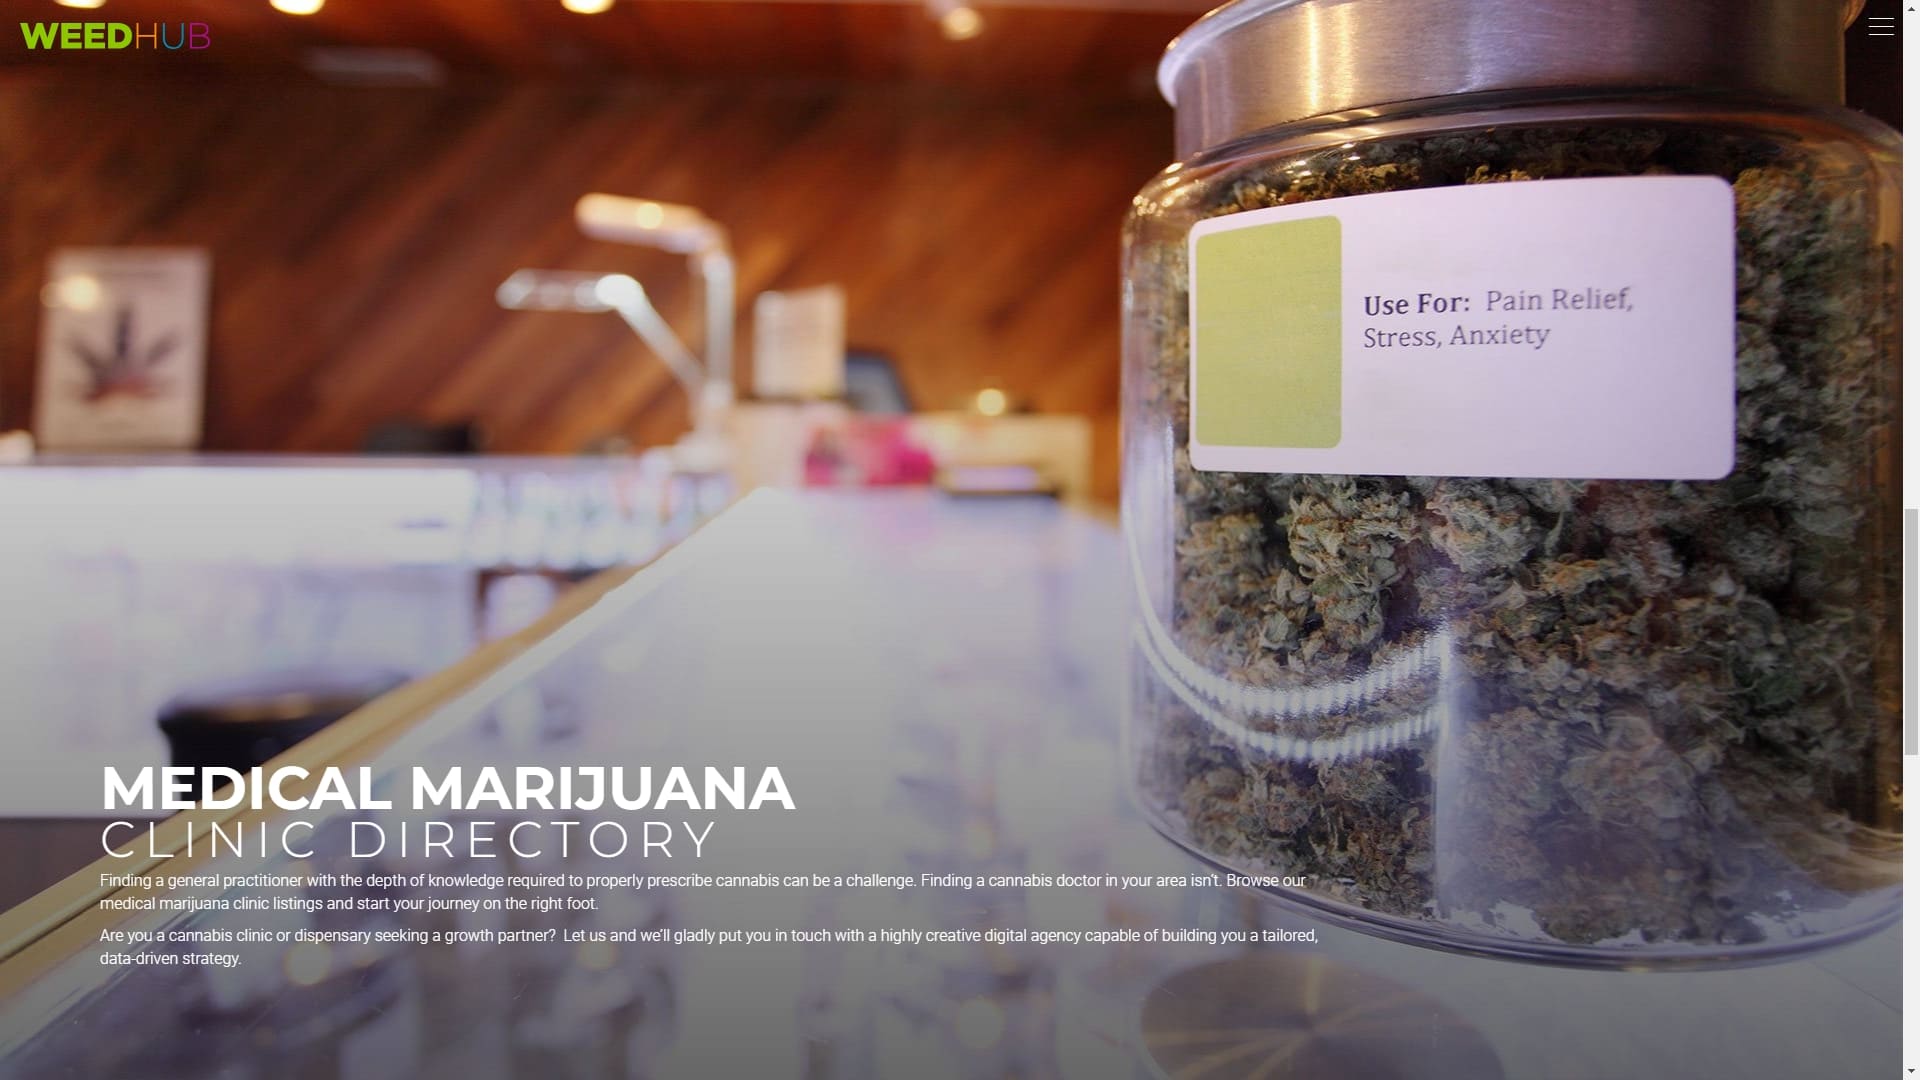 WEEDHUB
Use For: Pain Relief,
Stress, Anxiety
MEDICAL MARIJUANA
CLINIC DIRECTORY
Finding a general practitioner with the depth of knowledge required to properly prescribe cannabis can be a challenge. Finding a cannabis doctor in your area isn’t. Browse our
medical marijuana clinic listings and start your journey on the right foot.
Are you a cannabis clinic or dispensary seeking a growth partner?  Let us and we’ll gladly put you in touch with a highly creative digital agency capable of building you a tailored,
data-driven strategy.